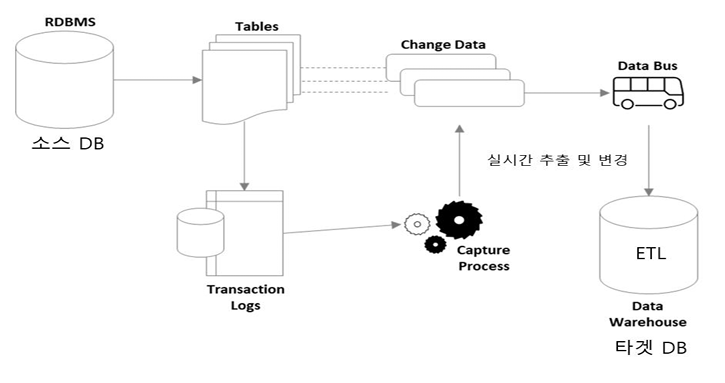 RDBMS
Tables
Change Data
Data Bus
소스 DB
실시간 추출 및 변경
Transaction
Logs
Capture
Process
ETL
Data
Warehouse
타겟 DB